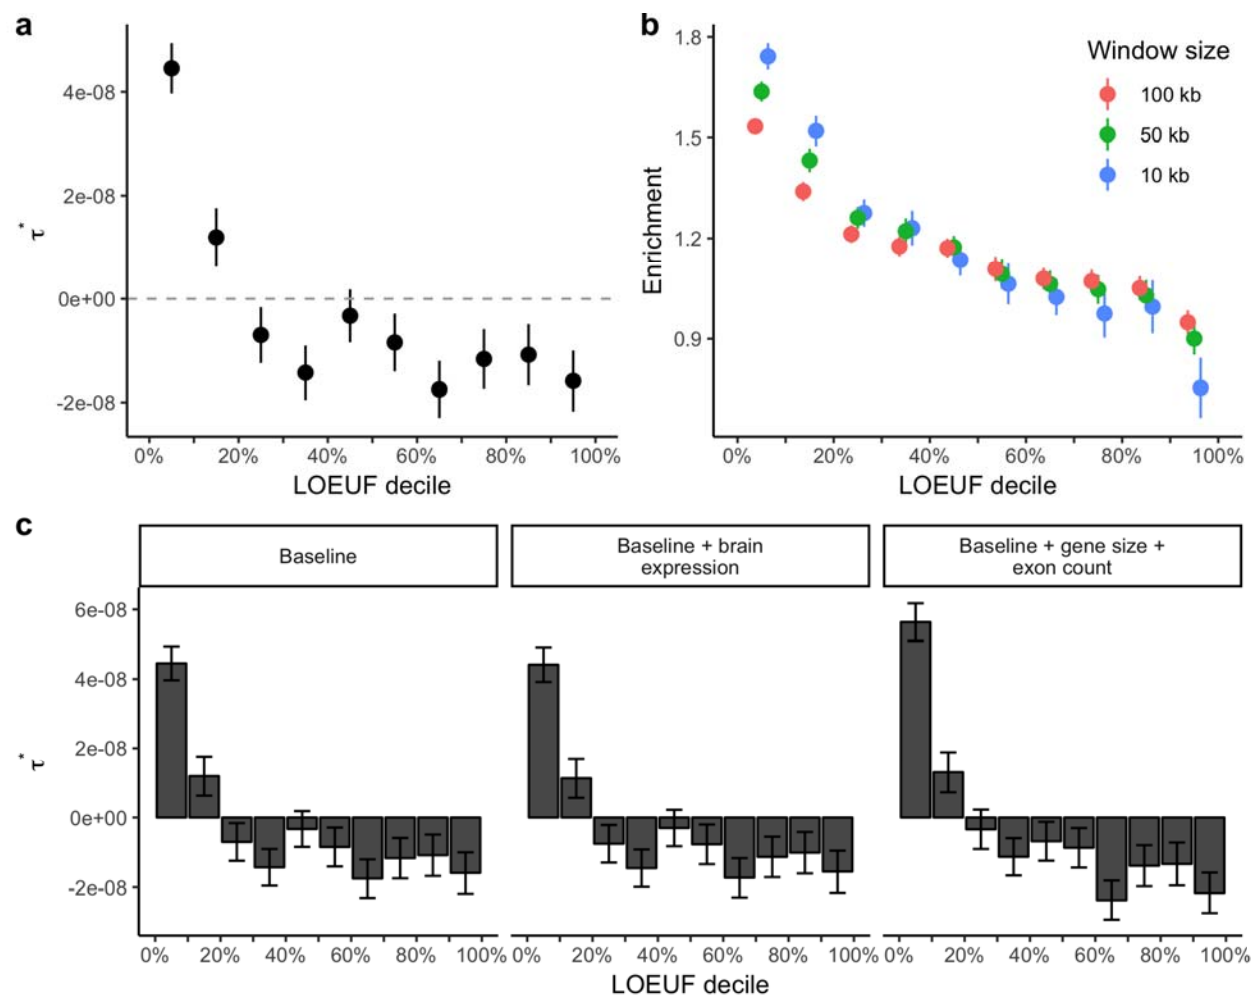 a
4e-08
2e-08
0e+00
-2e-08
τ*
0% 20% 40% 60% 80% 100%
LOEUF decile
b
1.8
1.5
1.2
0.9
Enrichment
Window size
100 kb
50 kb
10 kb
0% 20% 40% 60% 80% 100%
LOEUF decile
c
Baseline
Baseline + brain
expression
Baseline + gene size +
exon count
6e-08
4e-08
2e-08
0e+00
-2e-08
τ*
0% 20% 40% 60% 80% 100%
0% 20% 40% 60% 80% 100%
0% 20% 40% 60% 80% 100%
LOEUF decile